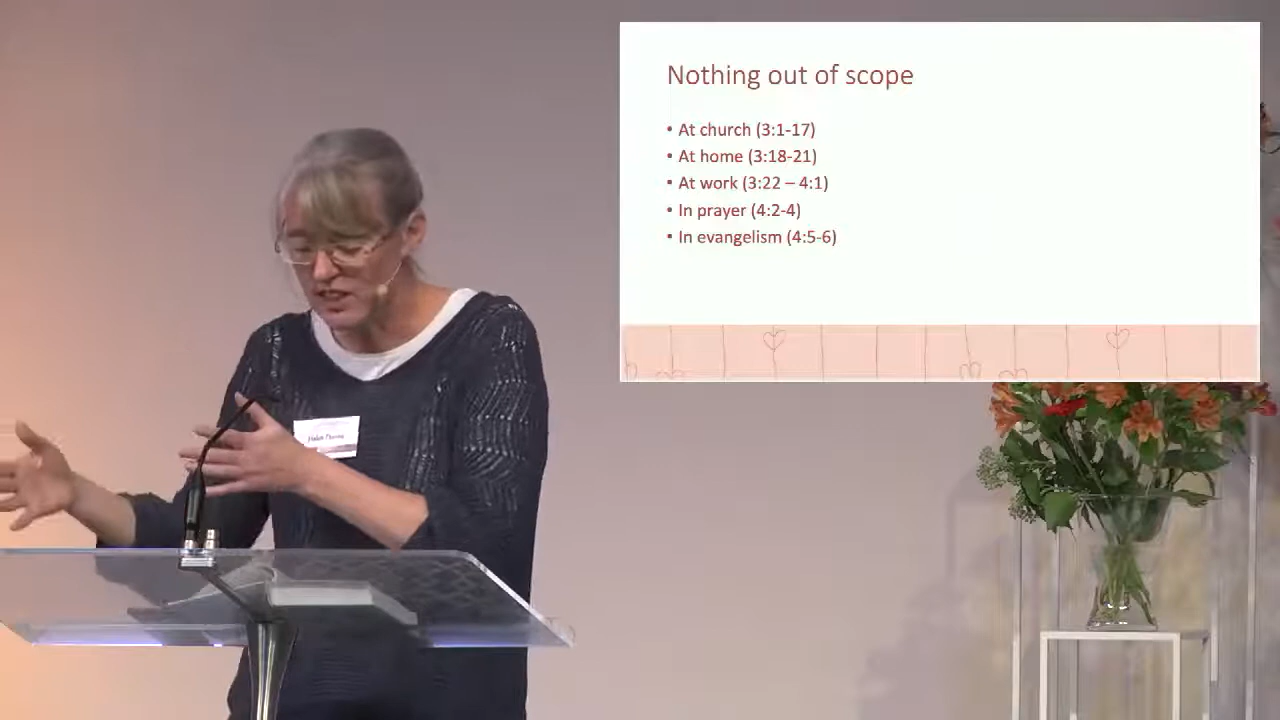 Nothing out of scope
• At church (3:1-17)
• At home (3:18-21)
• At work (3:22 – 4:1)
• In prayer (4:2-4)
• In evangelism (4:5-6)